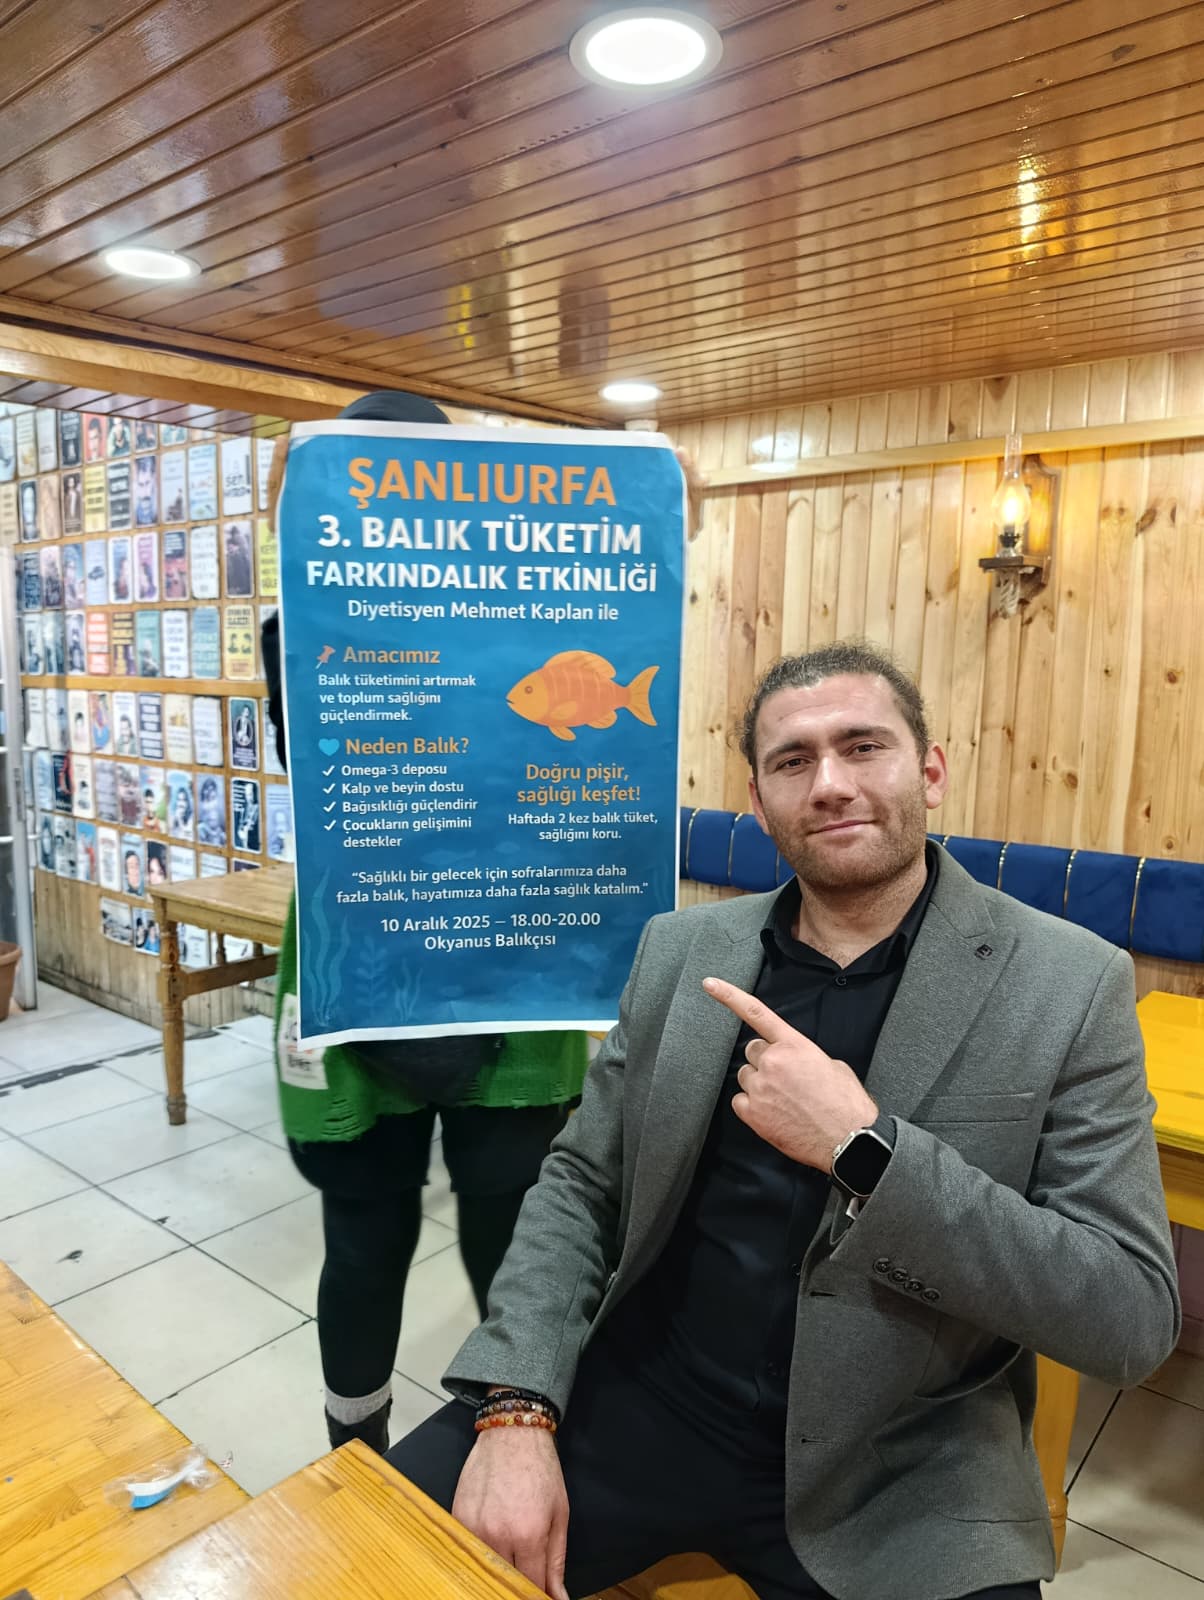 ŞANLIURFA
3. BALIK TÜKETİM
FARKINDALIK ETKİNLİĞİ
Diyetisyen Mehmet Kaplan ile
Amacımız
Balık tüketimini artırmak
ve toplum sağlığını
güçlendirmek.
Neden Balık?
Omega-3 deposu
Kalp ve beyin dostu
Bağısıklığı güçlendirir
Çocukların gelişimini
destekler
Doğru pişir,
sağlığı keşfet!
Haftada 2 kez balık tüket,
sağlığını koru.
“Sağlıklı bir gelecek için sofralarımıza daha
fazla balık, hayatımıza daha fazla sağlık katalım.”
10 Aralık 2025 – 18.00-20.00
Okyanus Balıkçısı